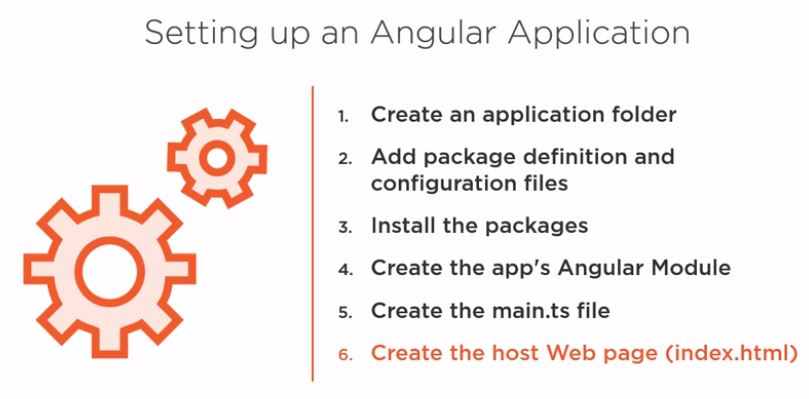 Setting up an Angular Application
1. Create an application folder
2. Add package definition and
configuration files
3. Install the packages
4. Create the app's Angular Module
5. Create the main.ts file
6. Create the host Web page (index.html)